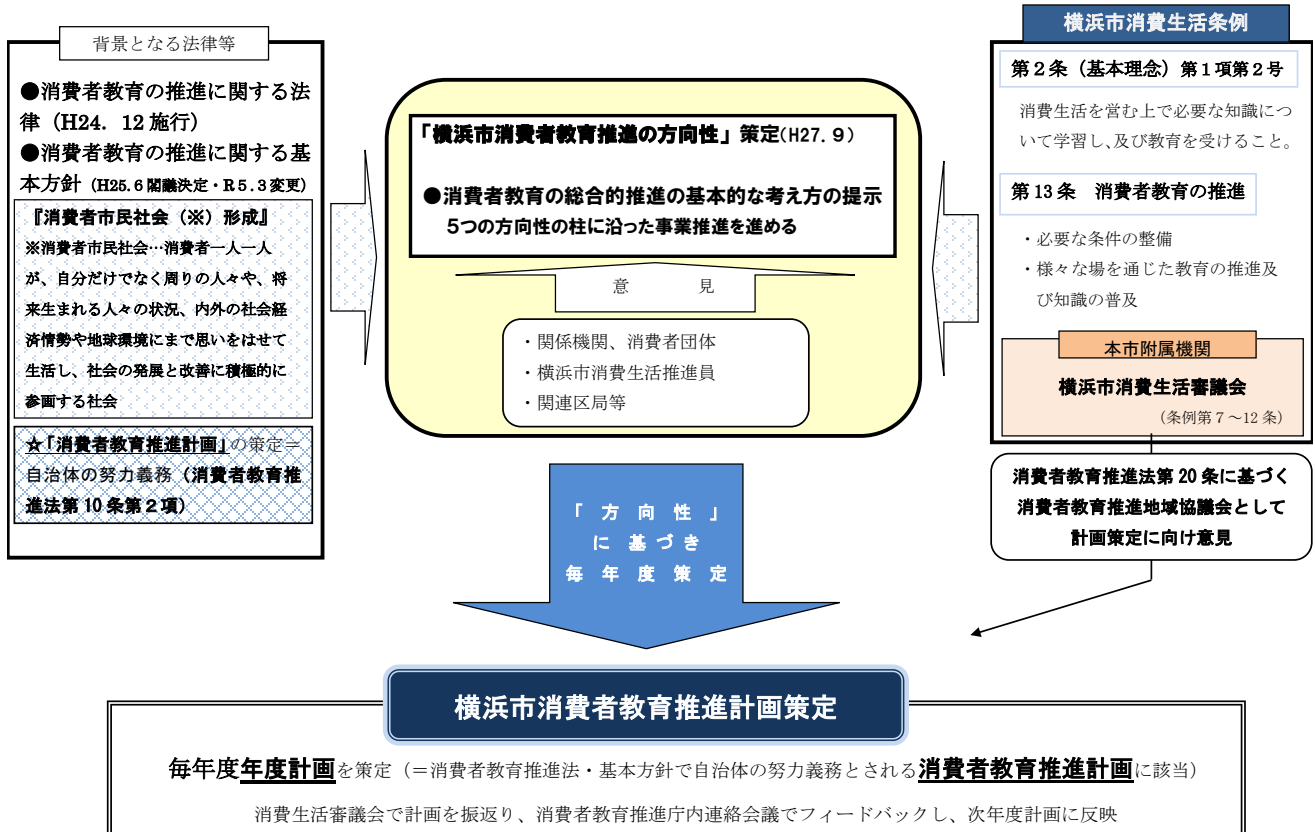 背景となる法律等
●消費者教育の推進に関する法
律（H24．12 施行）
●消費者教育の推進に関する基
本方針（H25.6 閣議決定・R５.３変更）
『消費者市民社会（※）形成』
※消費者市民社会…消費者一人一人
が、自分だけでなく周りの人々や、将
来生まれる人々の状況、内外の社会経
済情勢や地球環境にまで思いをはせて
生活し、社会の発展と改善に積極的に
参画する社会
☆「消費者教育推進計画」の策定＝
自治体の努力義務（消費者教育推
進法第 10 条第２項）
「横浜市消費者教育推進の方向性」策定(H27.９)
●消費者教育の総合的推進の基本的な考え方の提示
５つの方向性の柱に沿った事業推進を進める
意　見
・関係機関、消費者団体
・横浜市消費生活推進員
・関連区局等
横浜市消費生活条例
第２条（基本理念）第１項第２号
消費生活を営む上で必要な知識につ
いて学習し、及び教育を受けること。
第 13 条　消費者教育の推進
・必要な条件の整備
・様々な場を通じた教育の推進及
び知識の普及
本市附属機関
横浜市消費生活審議会
（条例第７～12 条）
消費者教育推進法第 20 条に基づく
消費者教育推進地域協議会として
計画策定に向け意見
「方向性」
に基づき
毎年度策定
横浜市消費者教育推進計画策定
毎年度年度計画を策定（＝消費者教育推進法・基本方針で自治体の努力義務とされる消費者教育推進計画に該当）
消費生活審議会で計画を振返り、消費者教育推進庁内連絡会議でフィードバックし、次年度計画に反映